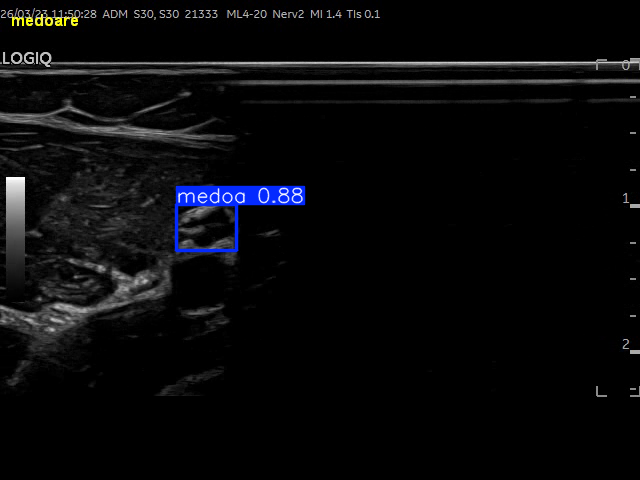 26/03/23 11:50:28 ADM S30, S30 21333 ML4-20 Nerv2 MI 1.4 TIs 0.1
medoare
LOGIQ
0
medoa 0.88
1
2